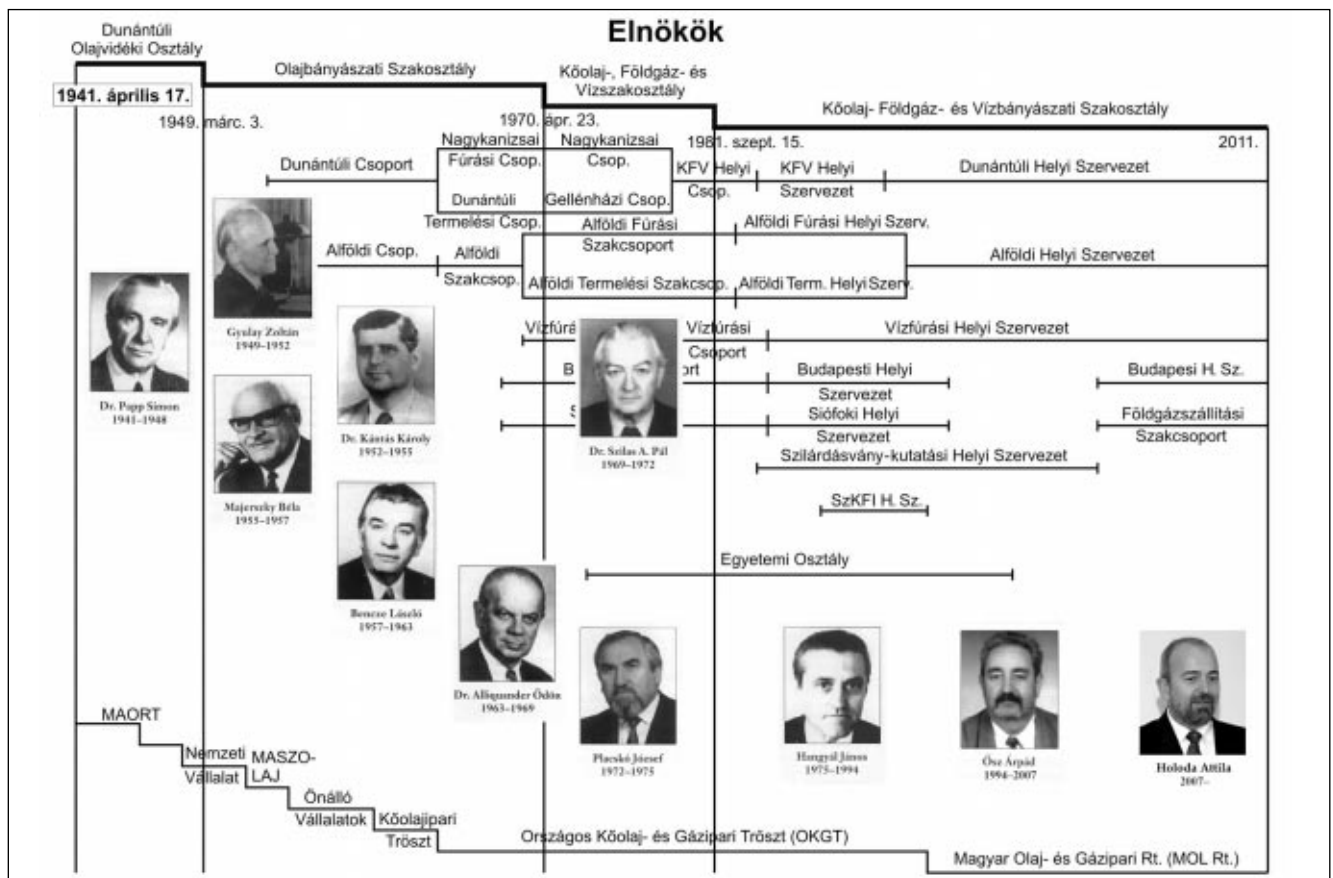 Elnökök
Dunántúli
Olajvidéki Osztály
Olajbányászati Szakosztály
Kőolaj-, Földgáz- és
Vízszakosztály
Kőolaj- Földgáz- és Vízbányászati Szakosztály
1941. április 17.
1949. márc. 3.
1970. ápr. 23.
1981. szept. 15.
2011.
Dunántúli Csoport
Nagykanizsai
Fúrási Csop.
Nagykanizsai
Csop.
Dunántúli
Termelési Csop.
Gellénházi Csop.
KFV Helyi
Csop.
KFV Helyi
Szervezet
Dunántúli Helyi Szervezet
Alföldi Csop.
Alföldi
Szakcsop.
Alföldi Fúrási
Szakcsoport
Alföldi Fúrási Helyi Szerv.
Alföldi Termelési Szakcsop.
Alföldi Term. Helyi Szerv.
Alföldi Helyi Szervezet
Vízfúrá
Vízfúrási
Csoport
Vízfúrási Helyi Szervezet
B
ort
Budapesti Helyi
Szervezet
Budapesi H. Sz.
S
Siófoki Helyi
Szervezet
Földgázszállítási
Szakcsoport
Szilárdásvány-kutatási Helyi Szervezet
SzKFI H. Sz.
Egyetemi Osztály
Dr. Papp Simon
1941–1948
Gyulay Zoltán
1949–1952
Dr. Kántás Károly
1952–1955
Majerszky Béla
1955–1957
Bencze László
1957–1963
Dr. Alliquander Ödön
1963–1969
Dr. Szilas A. Pál
1969–1972
Placskó József
1972–1975
Hangyál János
1975–1994
Ősz Árpád
1994–2007
Holoda Attila
2007–
MAORT
Nemzeti
Vállalat
MASZO-
LAJ
Önálló
Vállalatok
Kőolajipari
Tröszt
Országos Kőolaj- és Gázipari Tröszt (OKGT)
Magyar Olaj- és Gázipari Rt. (MOL Rt.)